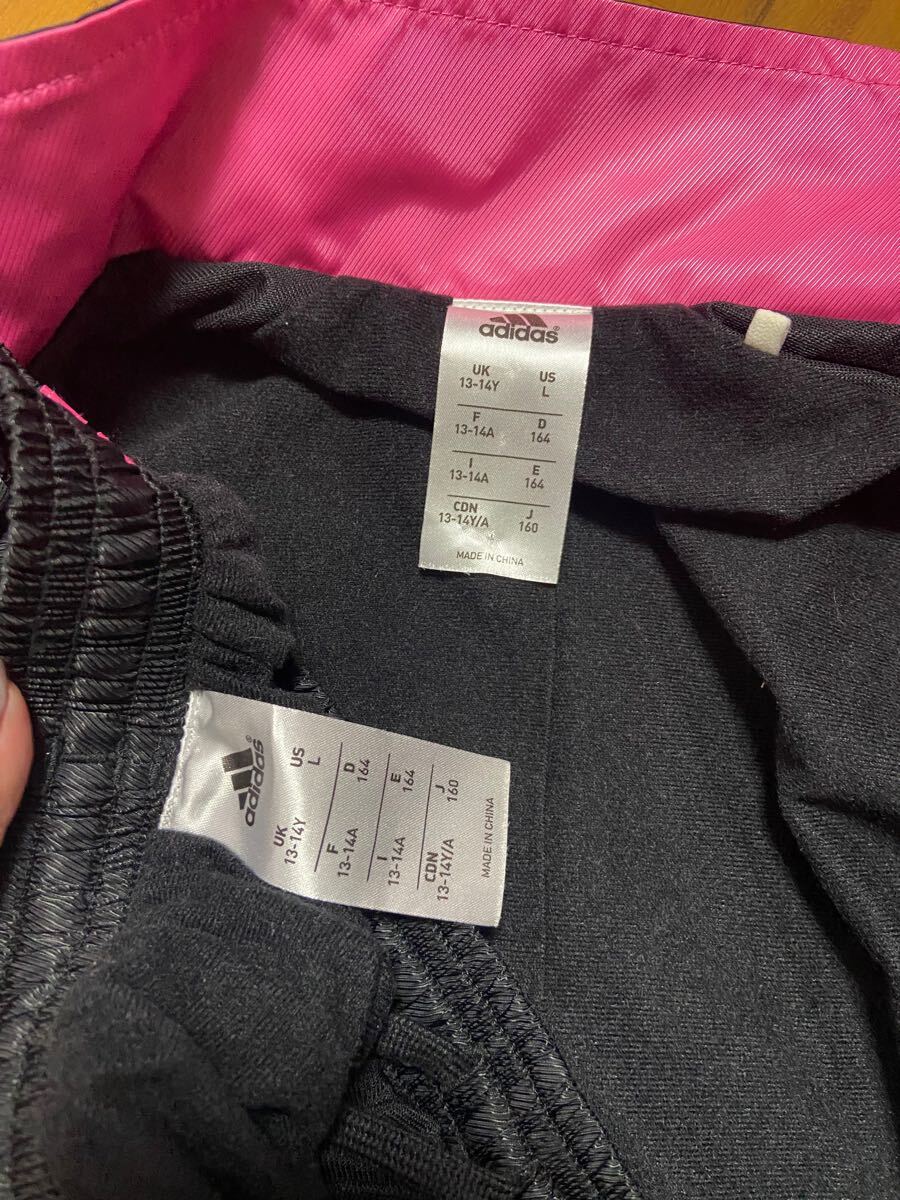 adidas
UK US
13-14Y L
F D
13-14A 164
I E
13-14A 164
CDN J
13-14Y/A 160
MADE IN CHINA
adidas
UK US
13-14Y L
F D
13-14A 164
I E
13-14A 164
CDN J
13-14Y/A 160
MADE IN CHINA